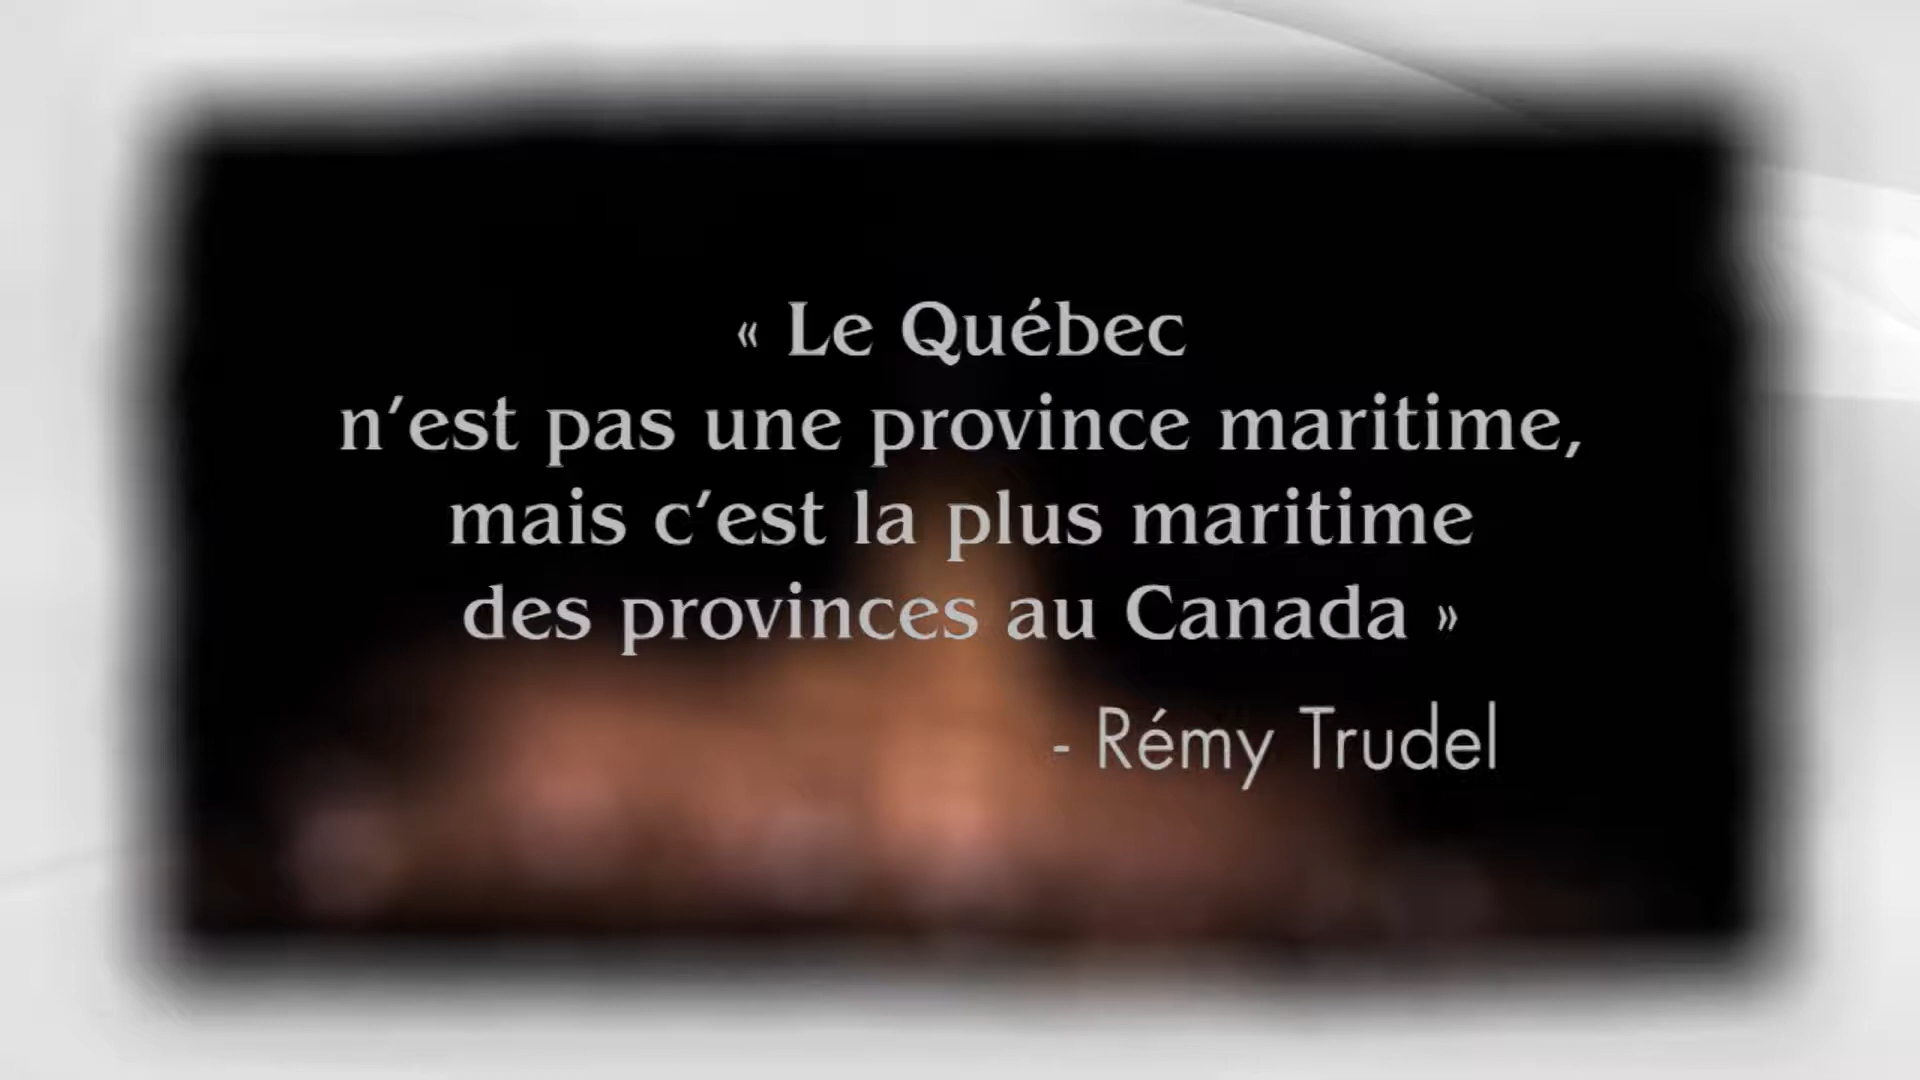 « Le Québec
n’est pas une province maritime,
mais c’est la plus maritime
des provinces au Canada »
- Rémy Trudel